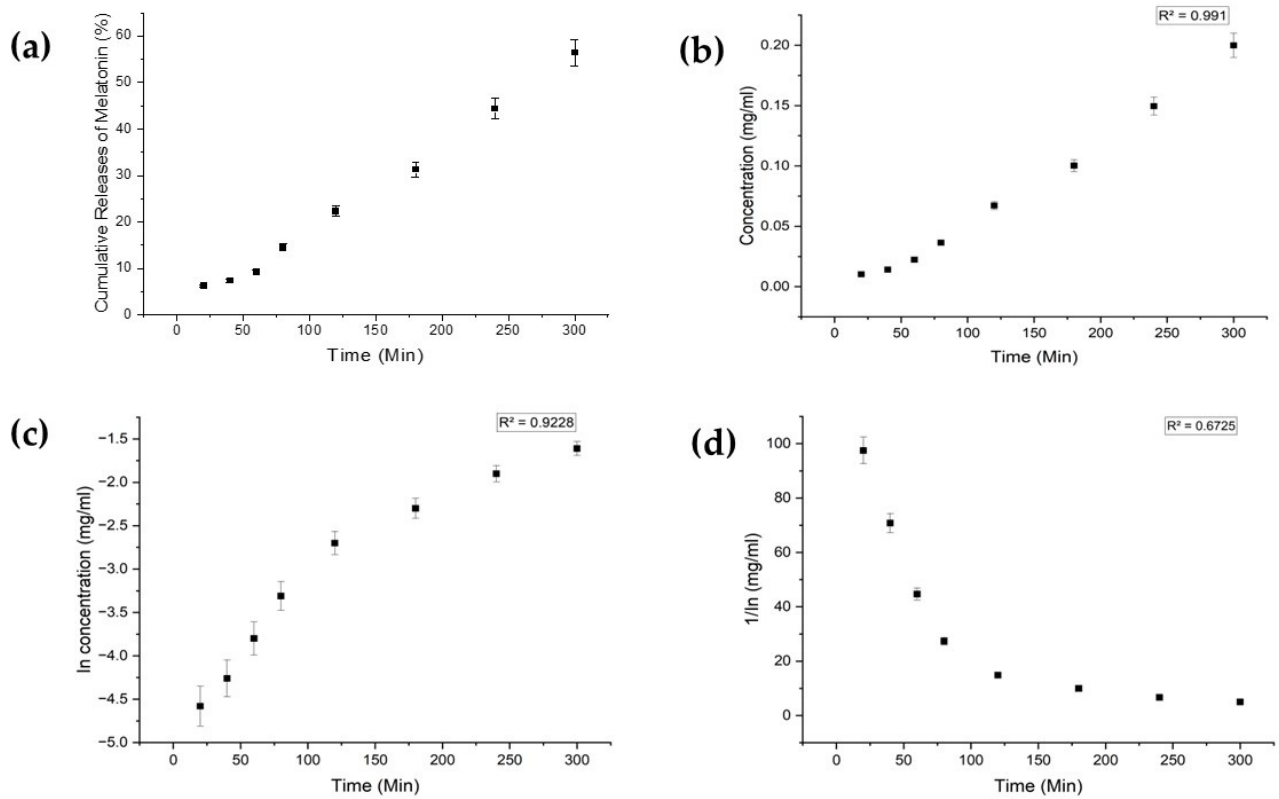 (a)
Cumulative Releases of Melatonin (%)
60
50
40
30
20
10
0
0 50 100 150 200 250 300
Time (Min)
(b)
R² = 0.991
Concentration (mg/ml)
0.20
0.15
0.10
0.05
0.00
0 50 100 150 200 250 300
Time (Min)
(c)
R² = 0.9228
ln concentration (mg/ml)
−1.5
−2.0
−2.5
−3.0
−3.5
−4.0
−4.5
−5.0
0 50 100 150 200 250 300
Time (Min)
(d)
R² = 0.6725
1/ln (mg/ml)
100
80
60
40
20
0
0 50 100 150 200 250 300
Time (Min)